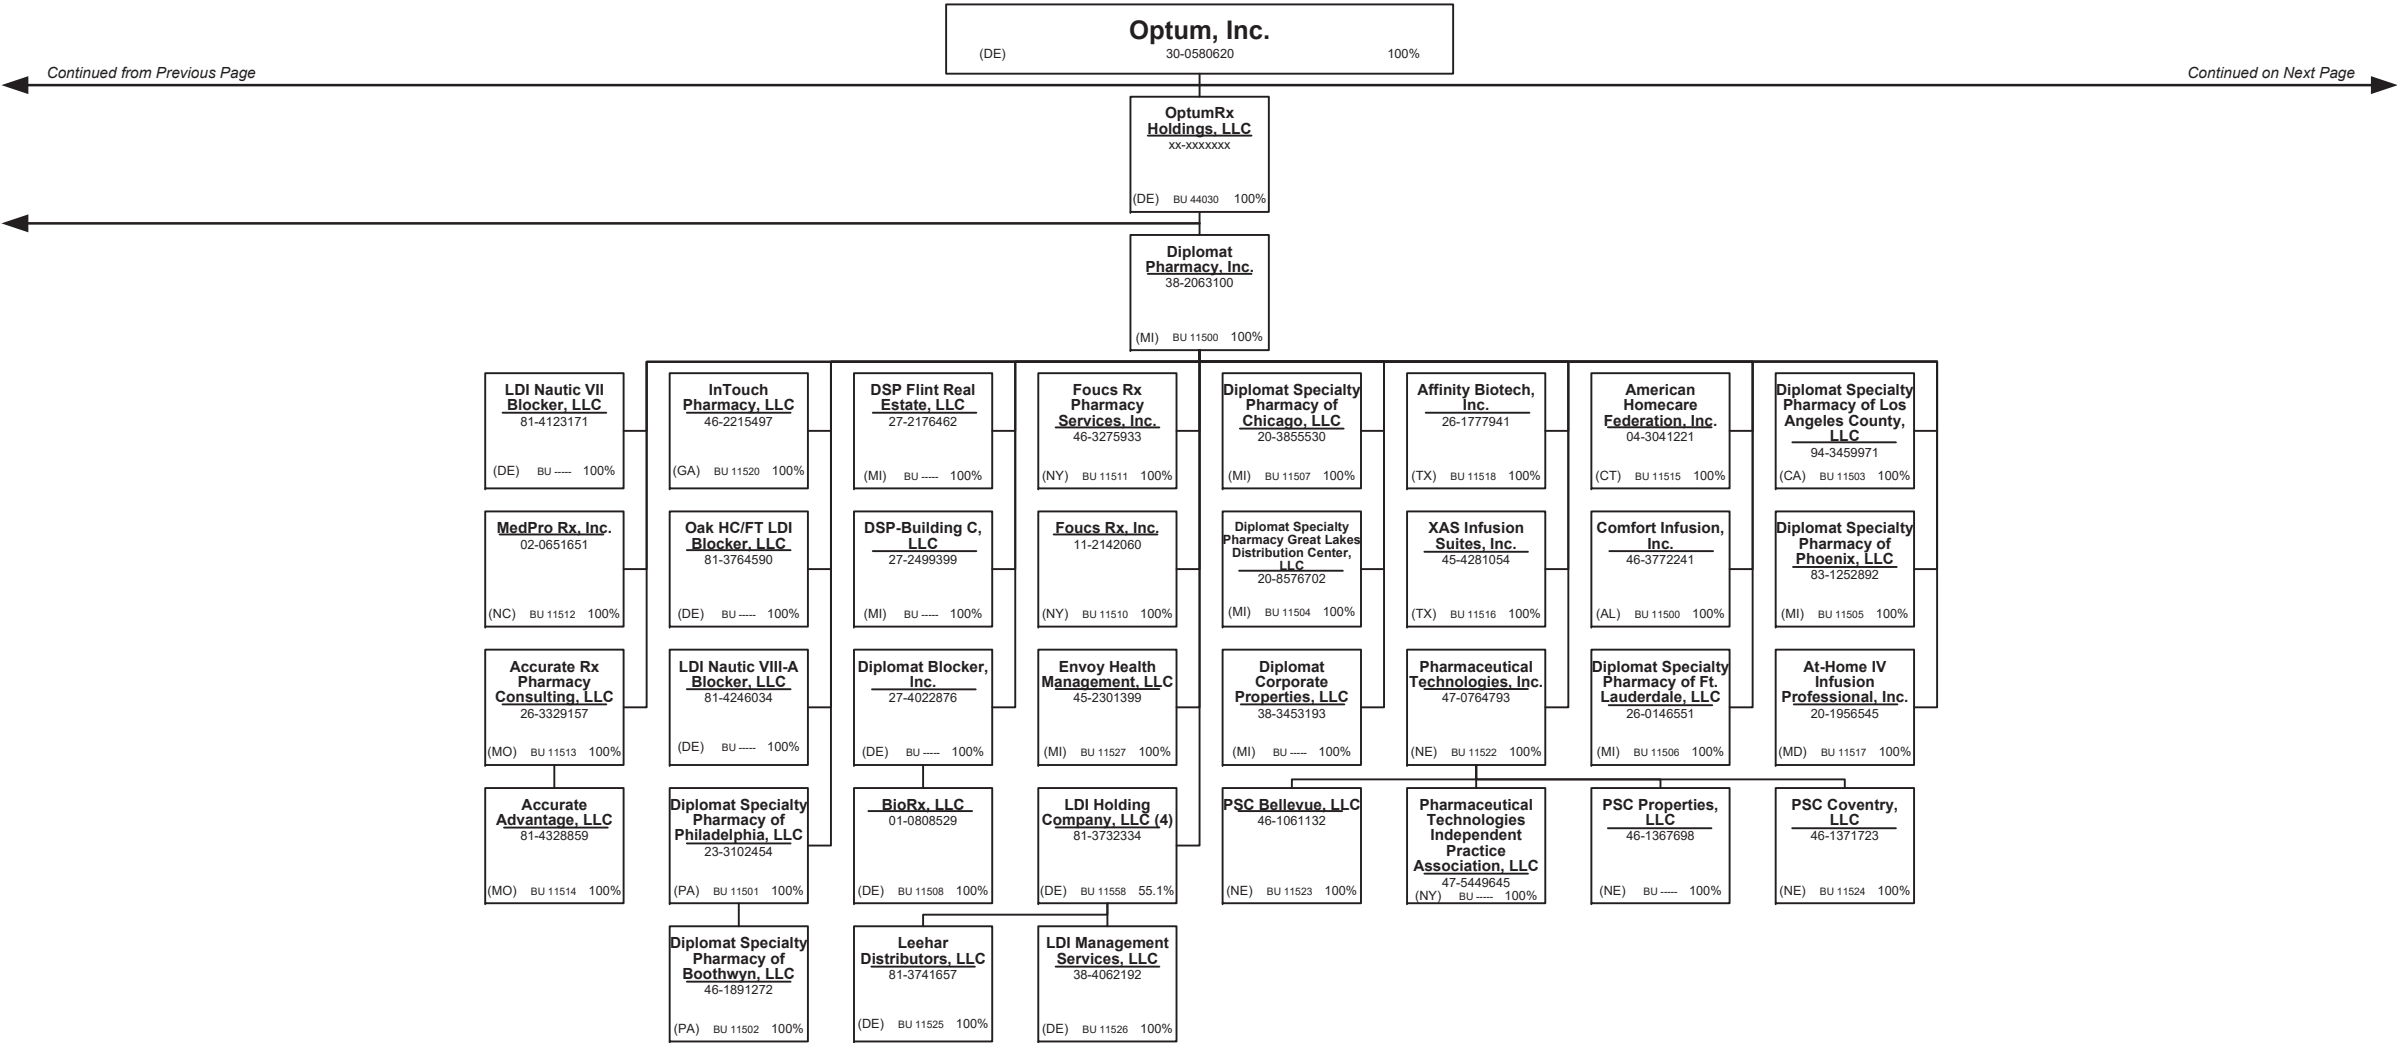 Optum, Inc.
(DE) 30-0580620 100%
Continued from Previous Page
Continued on Next Page
OptumRx
Holdings, LLC
xx-xxxxxxx
(DE) BU 44030 100%
Diplomat
Pharmacy, Inc.
38-2063100
(MI) BU 11500 100%
LDI Nautic VII
Blocker, LLC
81-4123171
(DE) BU ----- 100%
InTouch
Pharmacy, LLC
46-2215497
(GA) BU 11520 100%
DSP Flint Real
Estate, LLC
27-2176462
(MI) BU ----- 100%
Foucs Rx
Pharmacy
Services, Inc.
46-3275933
(NY) BU 11511 100%
Diplomat Specialty
Pharmacy of
Chicago, LLC
20-3855530
(MI) BU 11507 100%
Affinity Biotech,
Inc.
26-1777941
(TX) BU 11518 100%
American
Homecare
Federation, Inc.
04-3041221
(CT) BU 11515 100%
Diplomat Specialty
Pharmacy of Los
Angeles County,
LLC
94-3459971
(CA) BU 11503 100%
MedPro Rx, Inc.
02-0651651
(NC) BU 11512 100%
Oak HC/FT LDI
Blocker, LLC
81-3764590
(DE) BU ----- 100%
DSP-Building C,
LLC
27-2499399
(MI) BU ----- 100%
Foucs Rx, Inc.
11-2142060
(NY) BU 11510 100%
Diplomat Specialty
Pharmacy Great Lakes
Distribution Center,
LLC
20-8576702
(MI) BU 11504 100%
XAS Infusion
Suites, Inc.
45-4281054
(TX) BU 11516 100%
Comfort Infusion,
Inc.
46-3772241
(AL) BU 11500 100%
Diplomat Specialty
Pharmacy of
Phoenix, LLC
83-1252892
(MI) BU 11505 100%
Accurate Rx
Pharmacy
Consulting, LLC
26-3329157
(MO) BU 11513 100%
LDI Nautic VIII-A
Blocker, LLC
81-4246034
(DE) BU ----- 100%
Diplomat Blocker,
Inc.
27-4022876
(DE) BU ----- 100%
Envoy Health
Management, LLC
45-2301399
(MI) BU 11527 100%
Diplomat
Corporate
Properties, LLC
38-3453193
(MI) BU ----- 100%
Pharmaceutical
Technologies, Inc.
47-0764793
(NE) BU 11522 100%
Diplomat Specialty
Pharmacy of Ft.
Lauderdale, LLC
26-0146551
(MI) BU 11506 100%
At-Home IV
Infusion
Professional, Inc.
20-1956545
(MD) BU 11517 100%
Accurate
Advantage, LLC
81-4328859
(MO) BU 11514 100%
Diplomat Specialty
Pharmacy of
Philadelphia, LLC
23-3102454
(PA) BU 11501 100%
BioRx, LLC
01-0808529
(DE) BU 11508 100%
LDI Holding
Company, LLC (4)
81-3732334
(DE) BU 11558 55.1%
PSC Bellevue, LLC
46-1061132
(NE) BU 11523 100%
Pharmaceutical
Technologies
Independent
Practice
Association, LLC
47-5449645
(NY) BU ----- 100%
PSC Properties,
LLC
46-1367698
(NE) BU ----- 100%
PSC Coventry,
LLC
46-1371723
(NE) BU 11524 100%
Diplomat Specialty
Pharmacy of
Boothwyn, LLC
46-1891272
(PA) BU 11502 100%
Leehar
Distributors, LLC
81-3741657
(DE) BU 11525 100%
LDI Management
Services, LLC
38-4062192
(DE) BU 11526 100%